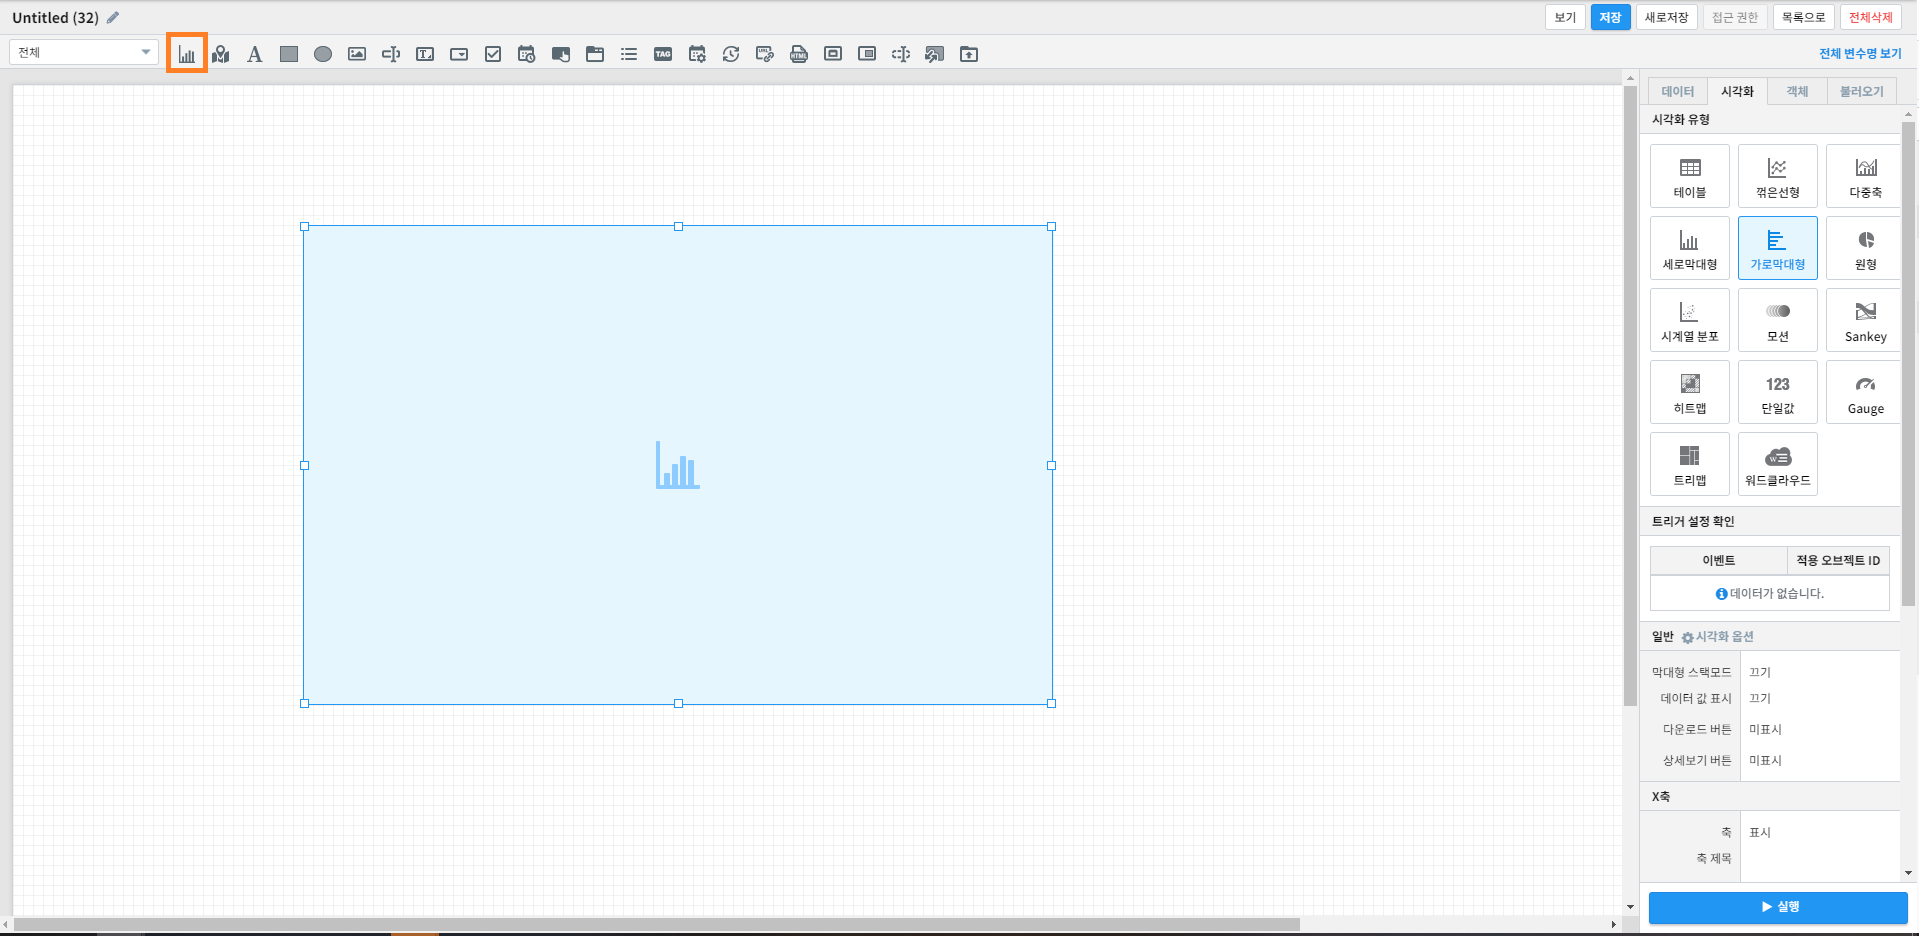 Untitled (32)
보기
저장
새로저장
접근 권한
목록으로
전체삭제
전체
A
T
TAG
URL
HTML
전체 변수명 보기
데이터
시각화
객체
불러오기
시각화 유형
테이블
꺾은선형
다중축
세로막대형
가로막대형
원형
시계열 분포
모션
Sankey
히트맵
123
단일값
Gauge
트리맵
W
워드클라우드
트리거 설정 확인
이벤트
적용 오브젝트 ID
데이터가 없습니다.
일반
시각화 옵션
막대형 스택모드
끄기
데이터 값 표시
끄기
다운로드 버튼
미표시
상세보기 버튼
미표시
X축
축
표시
축 제목
실행